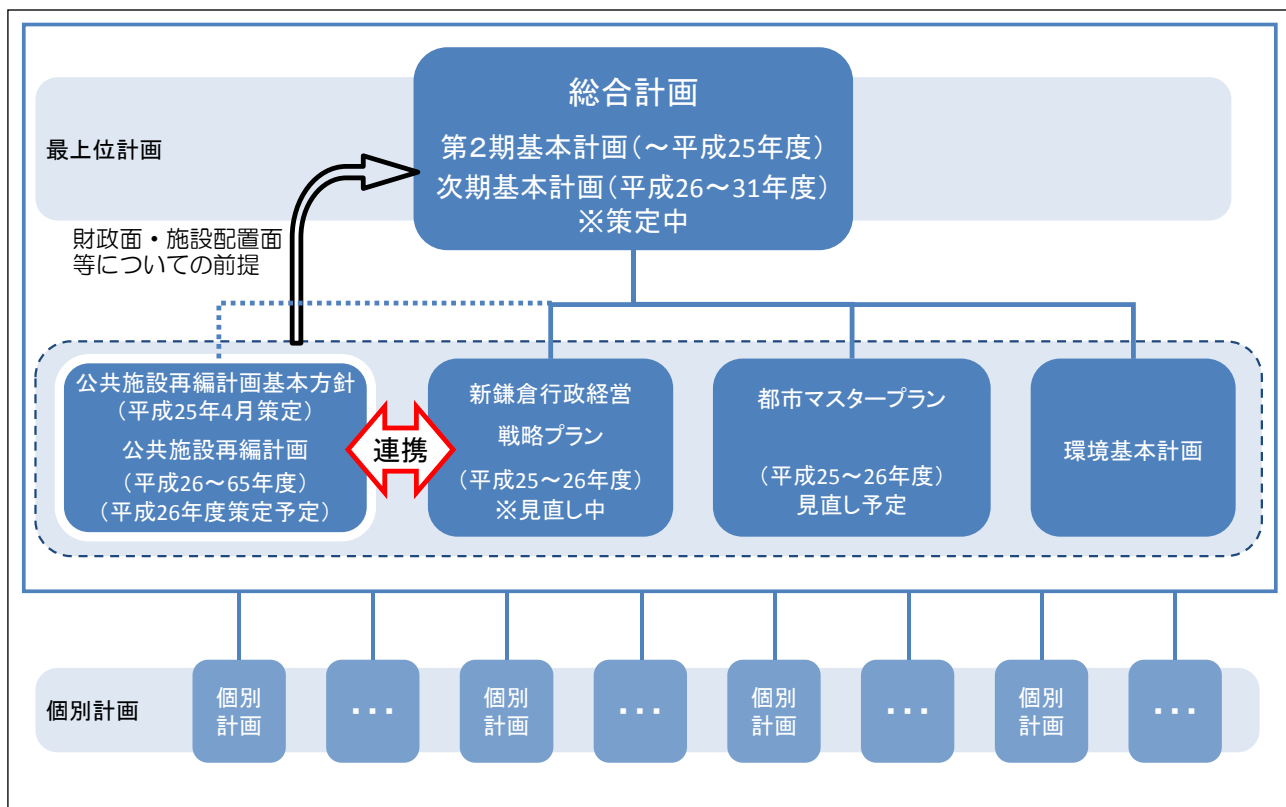 総合計画
第2期基本計画(～平成25年度)
次期基本計画(平成26～31年度)
※策定中
最上位計画
財政面・施設配置面
等についての前提
公共施設再編計画基本方針
(平成25年4月策定)
公共施設再編計画
(平成26～65年度)
(平成26年度策定予定)
連携
新鎌倉行政経営
戦略プラン
(平成25～26年度)
※見直し中
都市マスタープラン
(平成25～26年度)
見直し予定
環境基本計画
個別計画
個別
計画
・・・
個別
計画
・・・
個別
計画
・・・
個別
計画
・・・